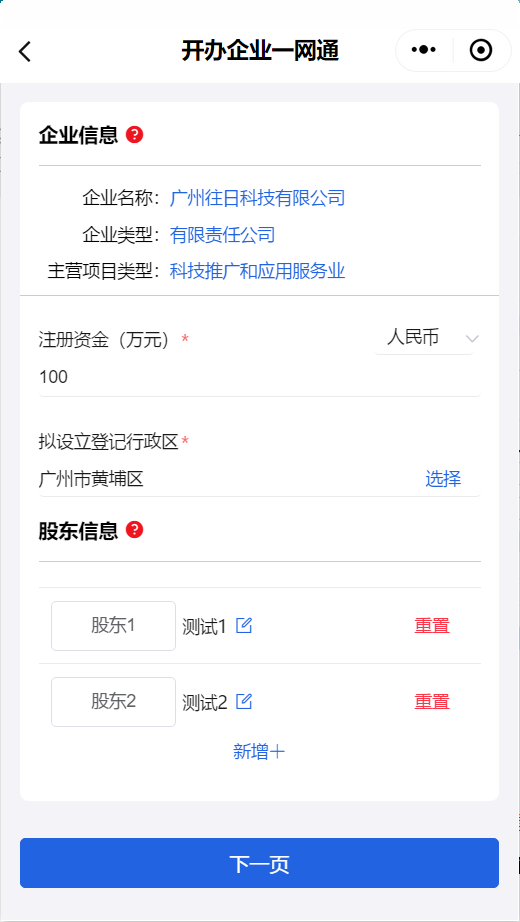 开办企业一网通
企业信息 ?
企业名称：广州往日科技有限公司
企业类型：有限责任公司
主营项目类型：科技推广和应用服务业
注册资金（万元）* 人民币
100
拟设立登记行政区*
广州市黄埔区 选择
股东信息 ?
股东1 测试1 重置
股东2 测试2 重置
新增+
下一页